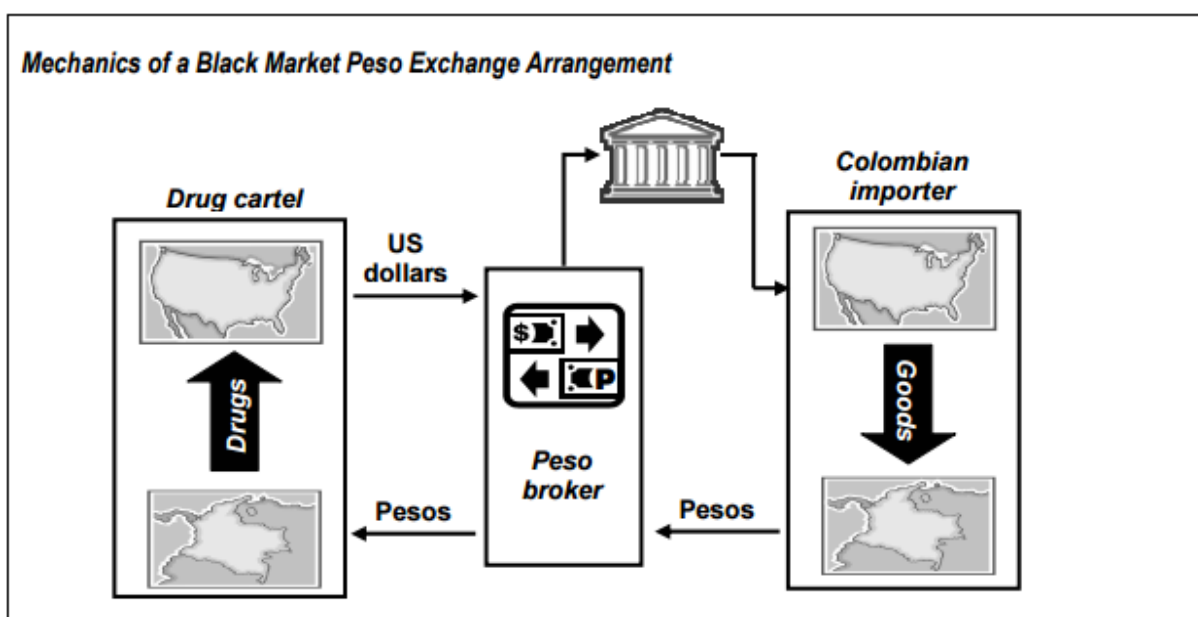 Mechanics of a Black Market Peso Exchange Arrangement
Colombian
importer
Drug cartel
US
dollars
$
P
Drugs
Goods
Peso
broker
Pesos
Pesos